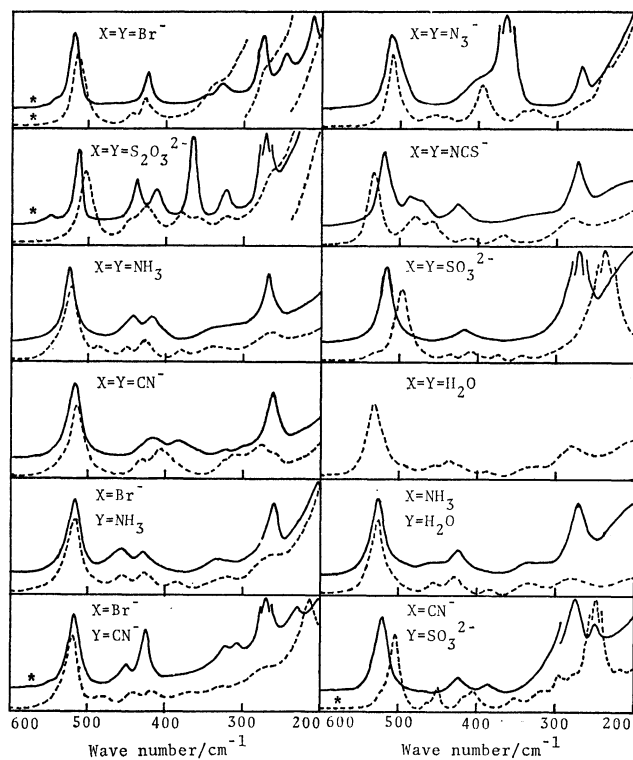 X=Y=Br⁻
*
*
X=Y=S₂O₃²⁻
*
X=Y=NH₃
X=Y=CN⁻
X=Br⁻
Y=NH₃
X=Br⁻
Y=CN⁻
*
600 500 400 300 200
Wave number/cm⁻¹
X=Y=N₃⁻
X=Y=NCS⁻
X=Y=SO₃²⁻
X=Y=H₂O
X=NH₃
Y=H₂O
X=CN⁻
Y=SO₃²⁻
*
600 500 400 300 200
Wave number/cm⁻¹